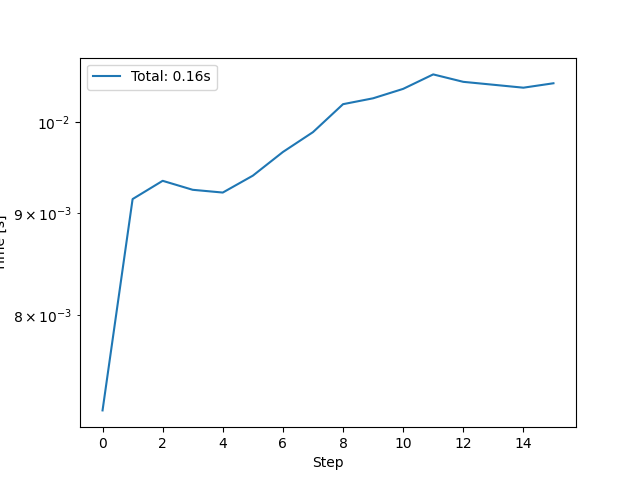 Total: 0.16s
10⁻²
9 × 10⁻³
8 × 10⁻³
Time [s]
0 2 4 6 8 10 12 14
Step